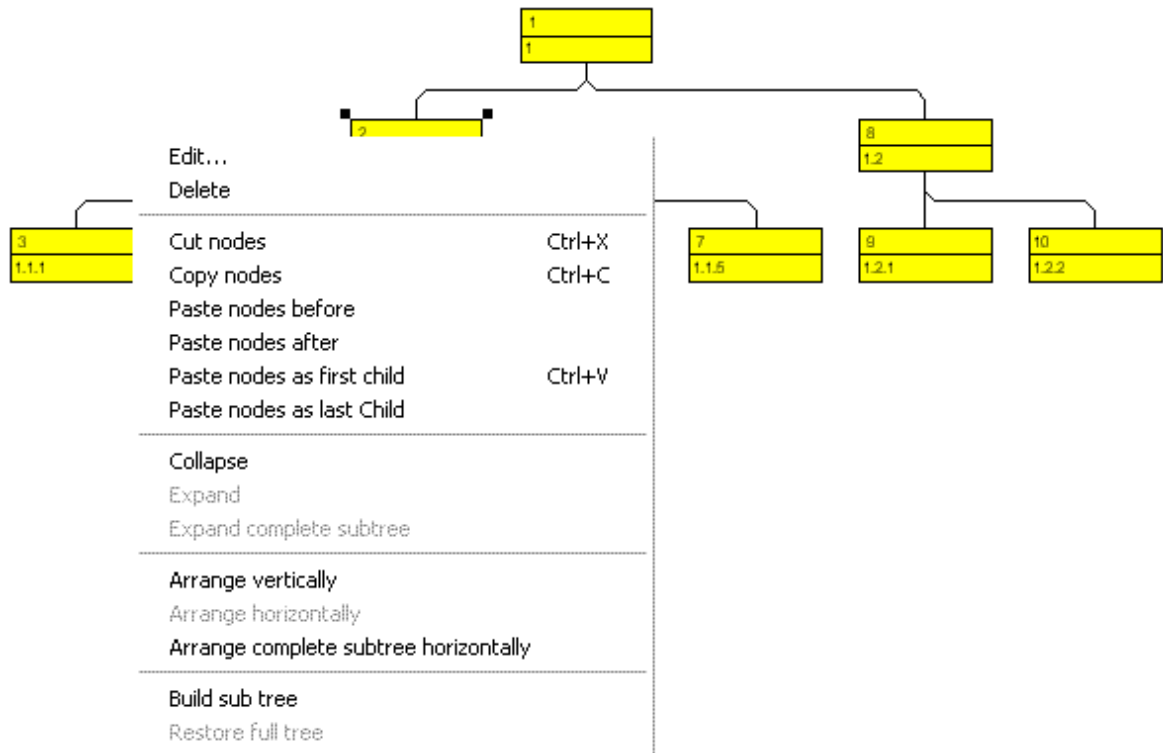 1
1
2
8
1.2
3
1.1.1
7
1.1.5
9
1.2.1
10
1.2.2
Edit...
Delete
Cut nodes Ctrl+X
Copy nodes Ctrl+C
Paste nodes before
Paste nodes after
Paste nodes as first child Ctrl+V
Paste nodes as last Child
Collapse
Expand
Expand complete subtree
Arrange vertically
Arrange horizontally
Arrange complete subtree horizontally
Build sub tree
Restore full tree